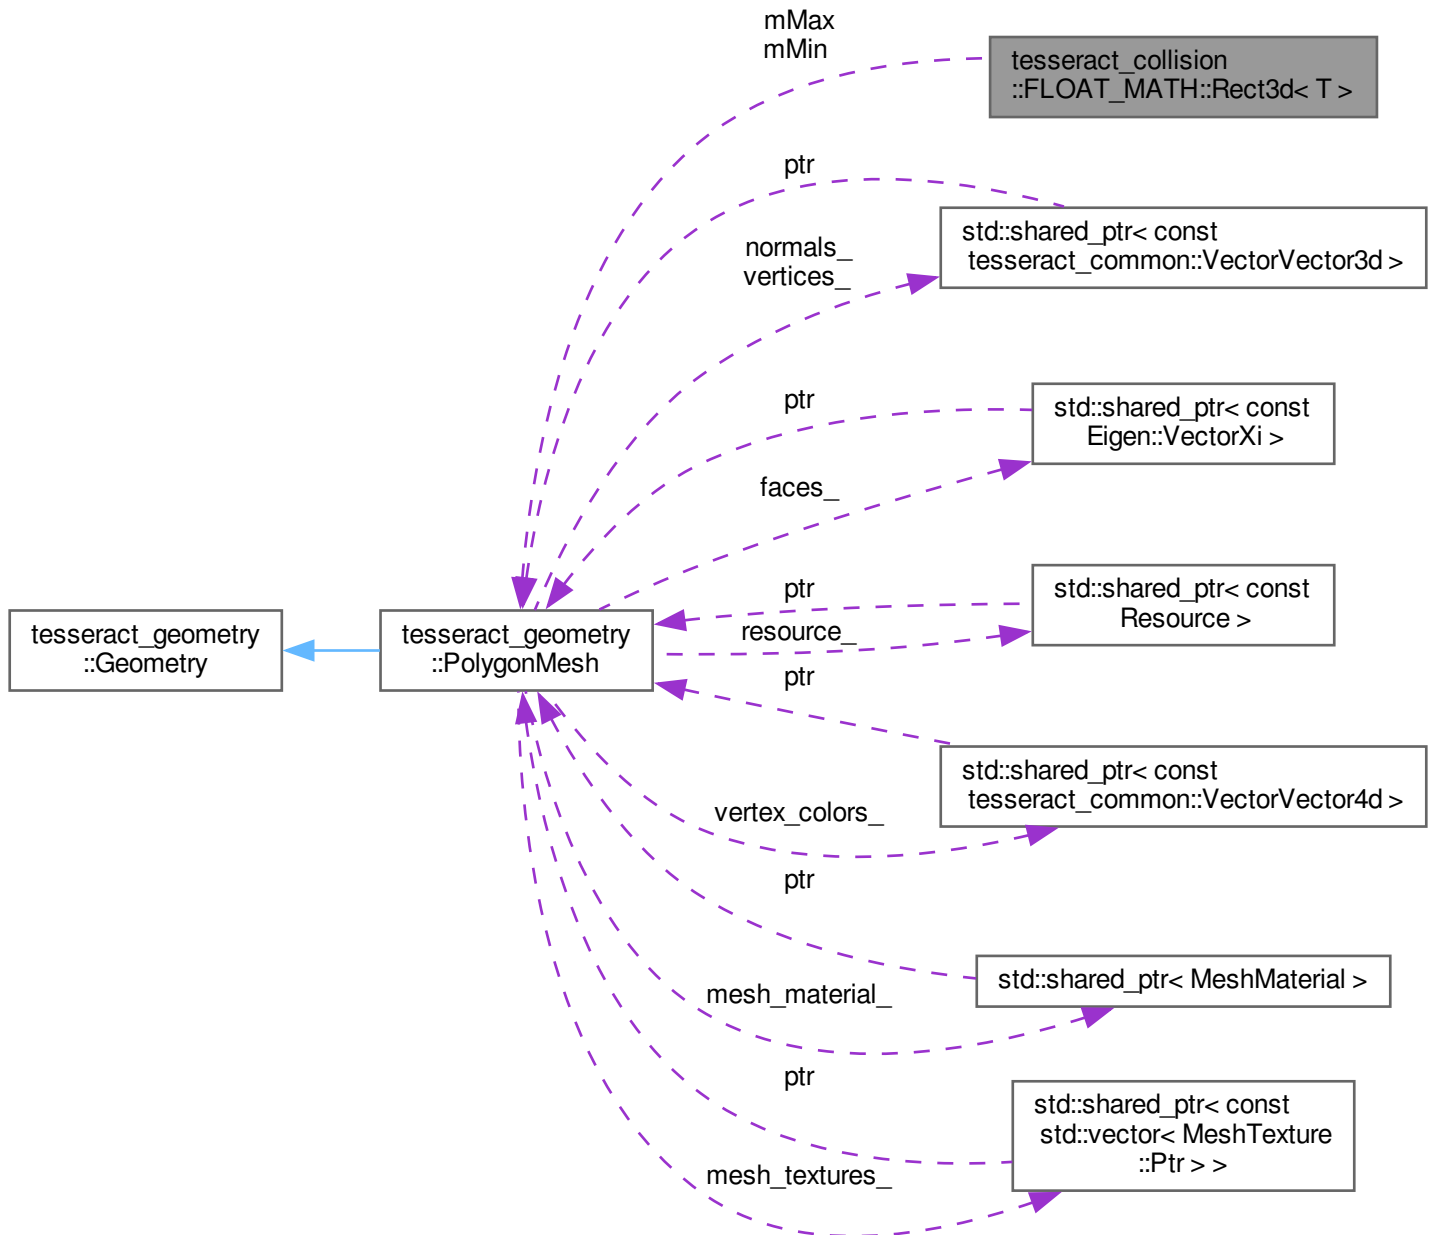 mMax
mMin
tesseract_collision
::FLOAT_MATH::Rect3d< T >
ptr
std::shared_ptr< const
tesseract_common::VectorVector3d >
normals_
vertices_
ptr
std::shared_ptr< const
Eigen::VectorXi >
faces_
ptr
std::shared_ptr< const
Resource >
resource_
tesseract_geometry
::Geometry
tesseract_geometry
::PolygonMesh
ptr
std::shared_ptr< const
tesseract_common::VectorVector4d >
vertex_colors_
ptr
std::shared_ptr< MeshMaterial >
mesh_material_
ptr
std::shared_ptr< const
std::vector< MeshTexture
::Ptr > >
mesh_textures_